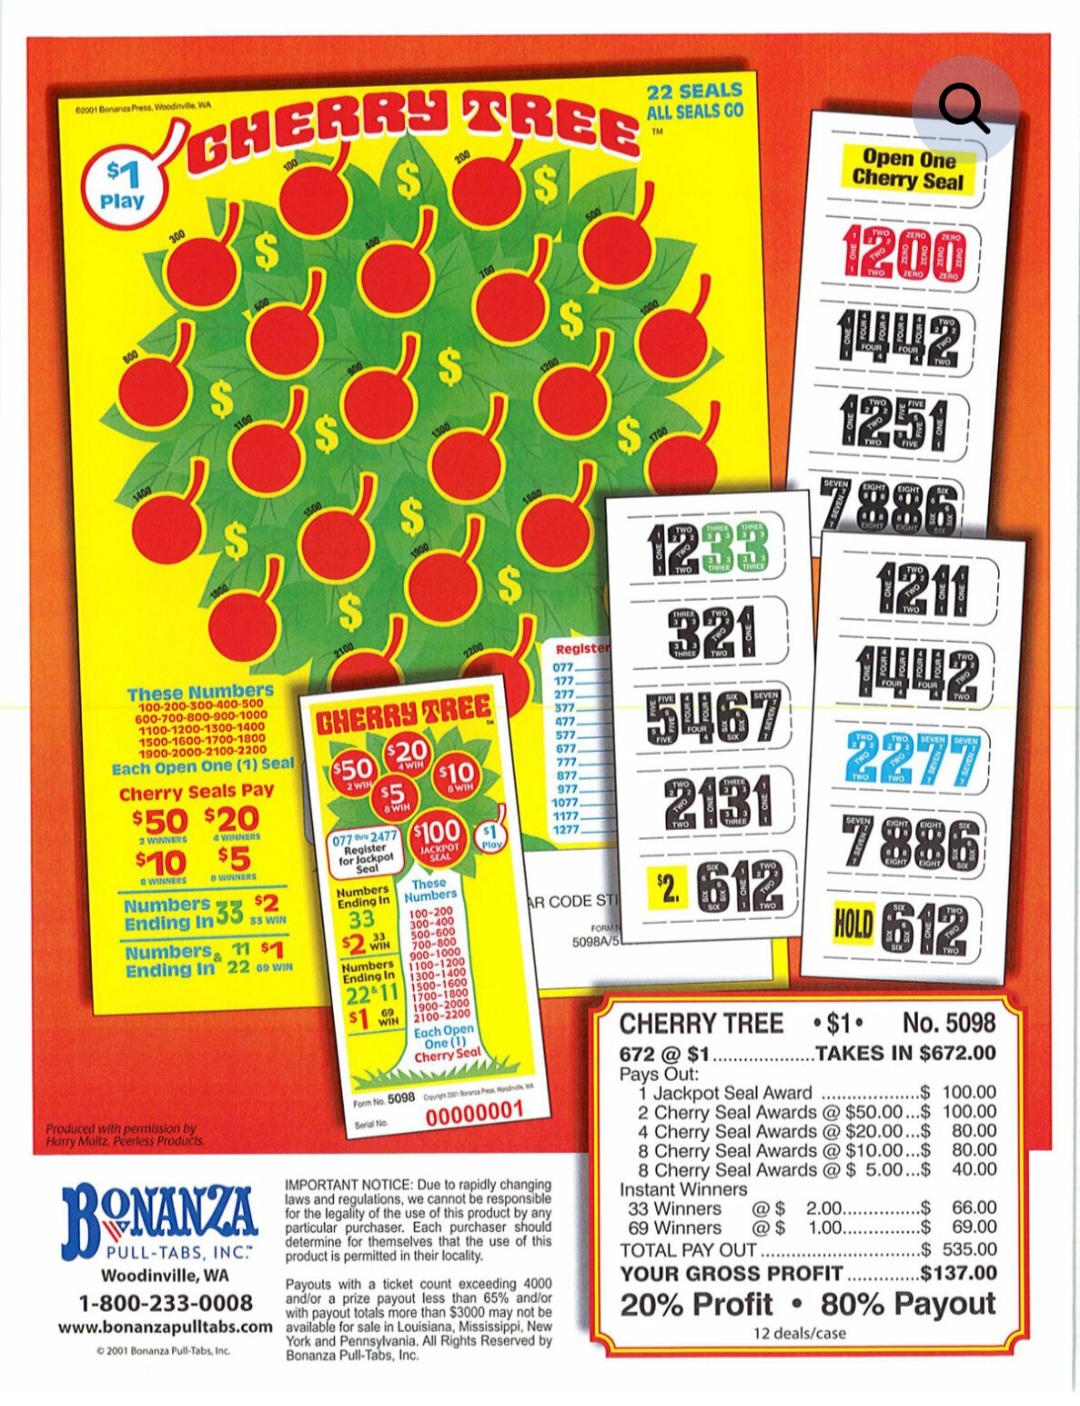 ©2001 Bonanza Press, Woodinville, WA
CHERRY TREE™
22 SEALS
ALL SEALS GO
$1
Play
100
200
300
400
500
600
700
800
900
1000
1100
1200
1300
1400
1500
1600
1700
1800
1900
2100
2200
$
$
$
$
$
$
$
$
$
$
$
$
These Numbers
100-200-300-400-500
600-700-800-900-1000
1100-1200-1300-1400
1500-1600-1700-1800
1900-2000-2100-2200
Each Open One (1) Seal
Cherry Seals Pay
$50 $20
2 WINNERS 4 WINNERS
$10 $5
8 WINNERS 8 WINNERS
Numbers
Ending In 33 $2
33 WIN
Numbers
Ending In 11 & 22 $1
69 WIN
Register
077
177
277
377
477
577
677
777
877
977
1077
1177
1277
AR CODE STI
FORM N
5098A/5
CHERRY TREE™
$50
2 WIN
$20
4 WIN
$10
8 WIN
$5
8 WIN
$100
JACKPOT
SEAL
$1
Play
077 thru 2477
Register
for Jackpot
Seal
Numbers
Ending In
33
$2 33 WIN
Numbers
Ending In
22 & 11
$1 69 WIN
These
Numbers
100-200
300-400
500-600
700-800
900-1000
1100-1200
1300-1400
1500-1600
1700-1800
1900-2000
2100-2200
Each Open
One (1)
Cherry Seal
Form No. 5098 Copyright 2001 Bonanza Press, Woodinville, WA
Serial No. 00000001
Open One
Cherry Seal
1200
1442
1251
7886
1233
321
5467
2131
$2. 612
1211
1442
2277
7886
HOLD 612
Produced with permission by
Harry Moltz, Peerless Products.
BONANZA
PULL-TABS, INC.™
Woodinville, WA
1-800-233-0008
www.bonanzapulltabs.com
© 2001 Bonanza Pull-Tabs, Inc.
IMPORTANT NOTICE: Due to rapidly changing
laws and regulations, we cannot be responsible
for the legality of the use of this product by any
particular purchaser. Each purchaser should
determine for themselves that the use of this
product is permitted in their locality.
Payouts with a ticket count exceeding 4000
and/or a prize payout less than 65% and/or
with payout totals more than $3000 may not be
available for sale in Louisiana, Mississippi, New
York and Pennsylvania. All Rights Reserved by
Bonanza Pull-Tabs, Inc.
CHERRY TREE •$1• No. 5098
672 @ $1...................TAKES IN $672.00
Pays Out:
1 Jackpot Seal Award ...................$ 100.00
2 Cherry Seal Awards @ $50.00...$ 100.00
4 Cherry Seal Awards @ $20.00...$ 80.00
8 Cherry Seal Awards @ $10.00...$ 80.00
8 Cherry Seal Awards @ $ 5.00...$ 40.00
Instant Winners
33 Winners @ $ 2.00..............$ 66.00
69 Winners @ $ 1.00..............$ 69.00
TOTAL PAY OUT ............................$ 535.00
YOUR GROSS PROFIT .............$137.00
20% Profit • 80% Payout
12 deals/case